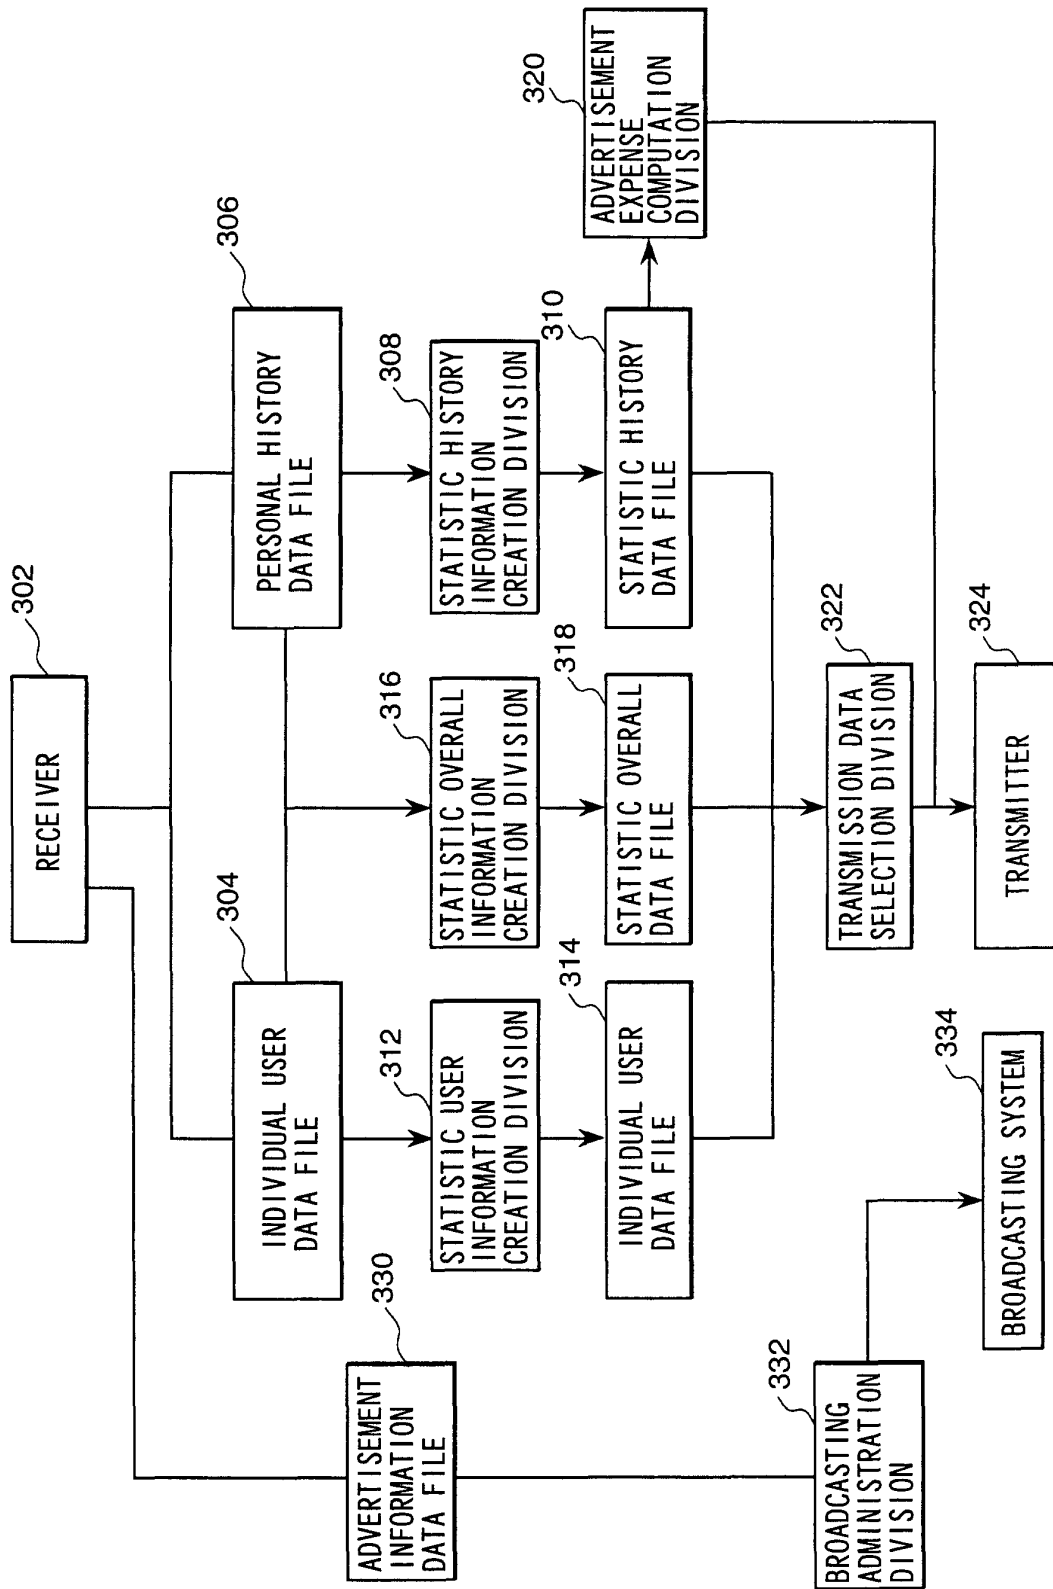 302
RECEIVER
304
INDIVIDUAL USER
DATA FILE
306
PERSONAL HISTORY
DATA FILE
330
ADVERTISEMENT
INFORMATION
DATA FILE
312
STATISTIC USER
INFORMATION
CREATION DIVISION
316
STATISTIC OVERALL
INFORMATION
CREATION DIVISION
308
STATISTIC HISTORY
INFORMATION
CREATION DIVISION
314
INDIVIDUAL USER
DATA FILE
318
STATISTIC OVERALL
DATA FILE
310
STATISTIC HISTORY
DATA FILE
320
ADVERTISEMENT
EXPENSE
COMPUTATION
DIVISION
332
BROADCASTING
ADMINISTRATION
DIVISION
322
TRANSMISSION DATA
SELECTION DIVISION
334
BROADCASTING SYSTEM
324
TRANSMITTER